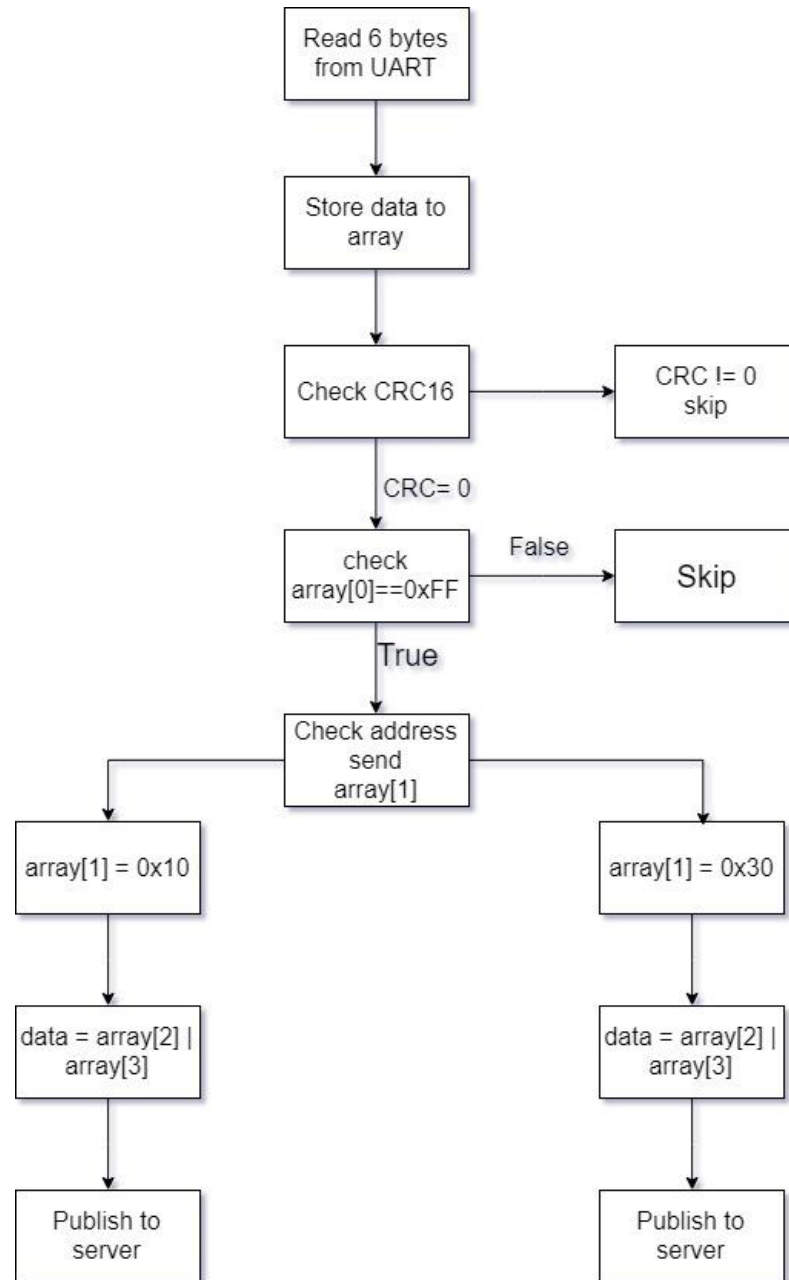 Read 6 bytes
from UART
Store data to
array
Check CRC16
CRC != 0
skip
CRC= 0
check
array[0]==0xFF
False
Skip
True
Check address
send
array[1]
array[1] = 0x10
array[1] = 0x30
data = array[2] |
array[3]
data = array[2] |
array[3]
Publish to
server
Publish to
server